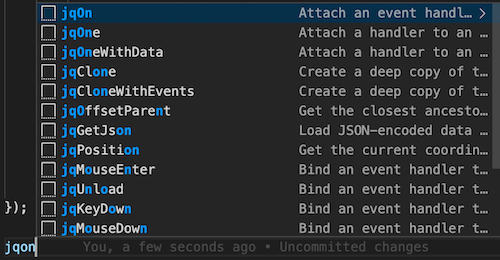 jqOn Attach an event handl…
jqOne Attach a handler to an …
jqOneWithData Attach a handler to an …
jqClone Create a deep copy of t…
jqCloneWithEvents Create a deep copy of t…
jqOffsetParent Get the closest ancesto…
jqGetJson Load JSON-encoded data …
jqPosition Get the current coordin…
jqMouseEnter Bind an event handler t…
jqUnload Bind an event handler t…
jqKeyDown Bind an event handler t…
jqMouseDown Bind an event handler t…
});
jqon You, a few seconds ago • Uncommitted changes